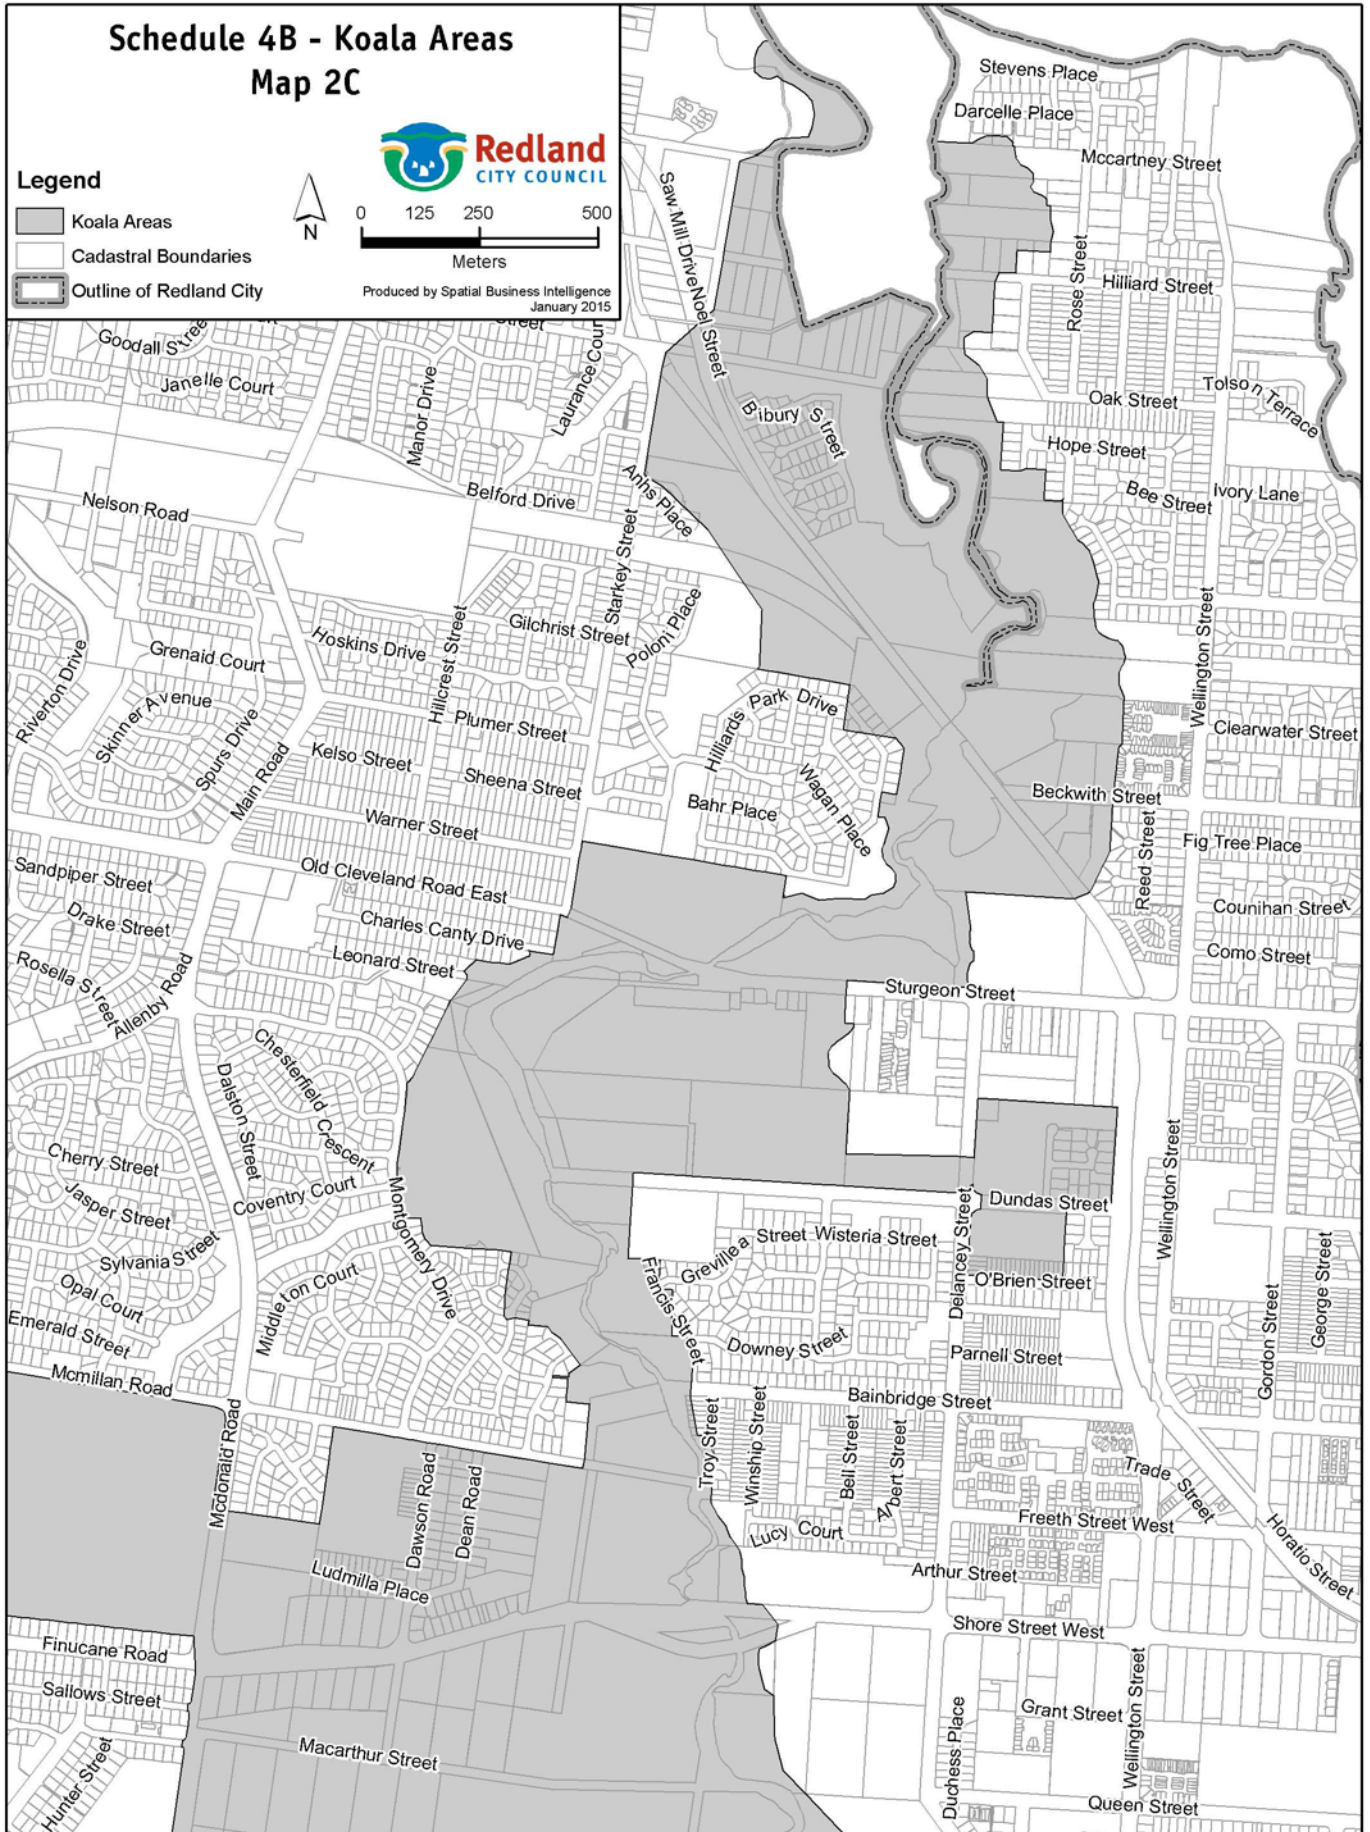 Schedule 4B - Koala Areas
Map 2C
Redland
CITY COUNCIL
Legend
Koala Areas
Cadastral Boundaries
Outline of Redland City
N
0 125 250 500
Meters
Produced by Spatial Business Intelligence
January 2015
Stevens Place
Darcelle Place
Mccartney Street
Saw Mill Drive
Noel Street
Rose Street
Hilliard Street
Street
Goodall Street
Janelle Court
Manor Drive
Laurance Cour
Bibury Street
Oak Street
Tolson Terrace
Hope Street
Bee Street
Ivory Lane
Nelson Road
Belford Drive
Anhs Place
Starkey Street
Gilchrist Street
Poloni Place
Hoskins Drive
Hillcrest Street
Grenaid Court
Riverton Drive
Skinner Avenue
Spurs Drive
Main Road
Plumer Street
Kelso Street
Sheena Street
Hilliards Park Drive
Wagan Place
Bahr Place
Wellington Street
Clearwater Street
Beckwith Street
Reed Street
Fig Tree Place
Warner Street
Old Cleveland Road East
Sandpiper Street
Drake Street
Charles Canty Drive
Leonard Street
Rosella Street
Allenby Road
Counihan Street
Como Street
Sturgeon Street
Chesterfield Crescent
Dalston Street
Cherry Street
Jasper Street
Coventry Court
Montgomery Drive
Sylvania Street
Opal Court
Middleton Court
Emerald Street
Mcmillan Road
Mcdonald Road
Dundas Street
Delancey Street
Wellington Street
Grevillea Street
Wisteria Street
Francis Street
O'Brien Street
George Street
Gordon Street
Downey Street
Parnell Street
Bainbridge Street
Troy Street
Winship Street
Bell Street
Albert Street
Trade Street
Lucy Court
Freeth Street West
Horatio Street
Arthur Street
Dawson Road
Dean Road
Ludmilla Place
Shore Street West
Finucane Road
Sallows Street
Hunter Street
Macarthur Street
Duchess Place
Grant Street
Wellington Street
Queen Street